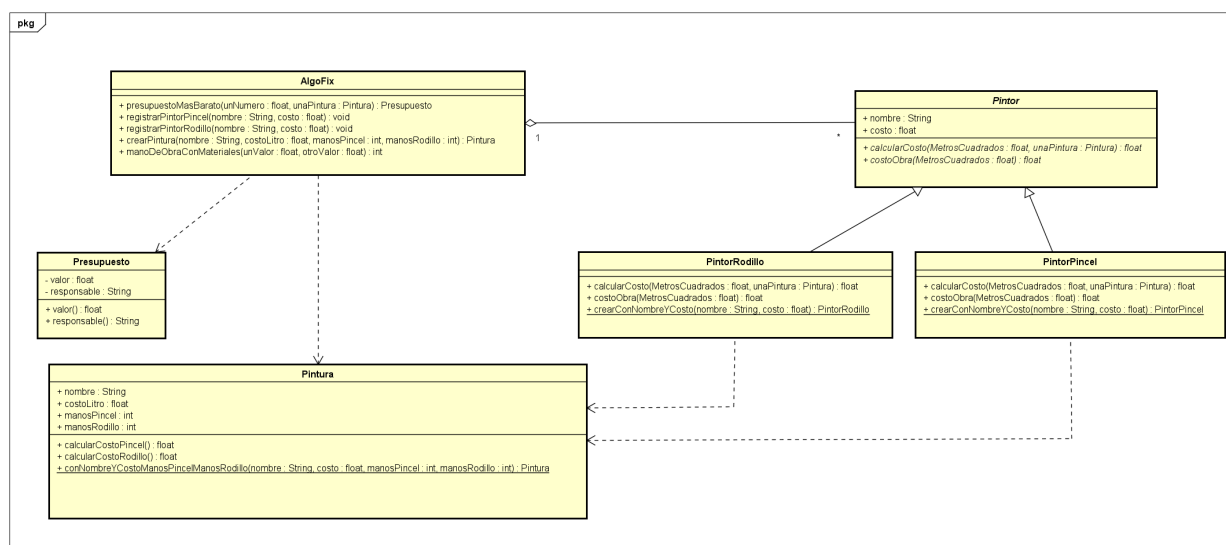 pkg
AlgoFix
+ presupuestoMasBarato(unNumero : float, unaPintura : Pintura) : Presupuesto
+ registrarPintorPincel(nombre : String, costo : float) : void
+ registrarPintorRodillo(nombre : String, costo : float) : void
+ crearPintura(nombre : String, costoLitro : float, manosPincel : int, manosRodillo : int) : Pintura
+ manoDeObraConMateriales(unValor : float, otroValor : float) : int
1
*
Pintor
+ nombre : String
+ costo : float
+ calcularCosto(MetrosCuadrados : float, unaPintura : Pintura) : float
+ costoObra(MetrosCuadrados : float) : float
Presupuesto
- valor : float
- responsable : String
+ valor() : float
+ responsable() : String
PintorRodillo
+ calcularCosto(MetrosCuadrados : float, unaPintura : Pintura) : float
+ costoObra(MetrosCuadrados : float) : float
+ crearConNombreYCosto(nombre : String, costo : float) : PintorRodillo
PintorPincel
+ calcularCosto(MetrosCuadrados : float, unaPintura : Pintura) : float
+ costoObra(MetrosCuadrados : float) : float
+ crearConNombreYCosto(nombre : String, costo : float) : PintorPincel
Pintura
+ nombre : String
+ costoLitro : float
+ manosPincel : int
+ manosRodillo : int
+ calcularCostoPincel() : float
+ calcularCostoRodillo() : float
+ conNombreYCostoManosPincelManosRodillo(nombre : String, costo : float, manosPincel : int, manosRodillo : int) : Pintura